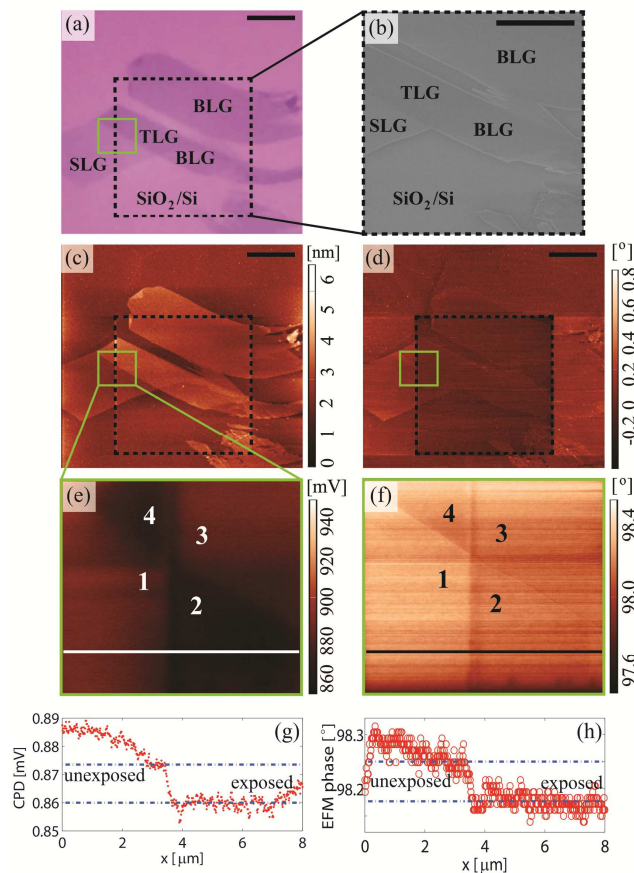 (a)
BLG
TLG
SLG
BLG
SiO2/Si
(b)
BLG
TLG
SLG
BLG
SiO2/Si
(c)
[nm]
6
5
4
3
2
1
0
(d)
[º]
0.8
0.6
0.4
0.2
0
-0.2
(e)
4
3
1
2
[mV]
940
920
900
880
860
(f)
4
3
1
2
[º]
98.4
98.0
97.6
(g)
0.89
0.88
0.87
0.86
0.85
CPD [mV]
unexposed
exposed
0 2 4 6 8
x [μm]
(h)
98.3
98.2
EFM phase [º]
unexposed
exposed
0 2 4 6 8
x [μm]